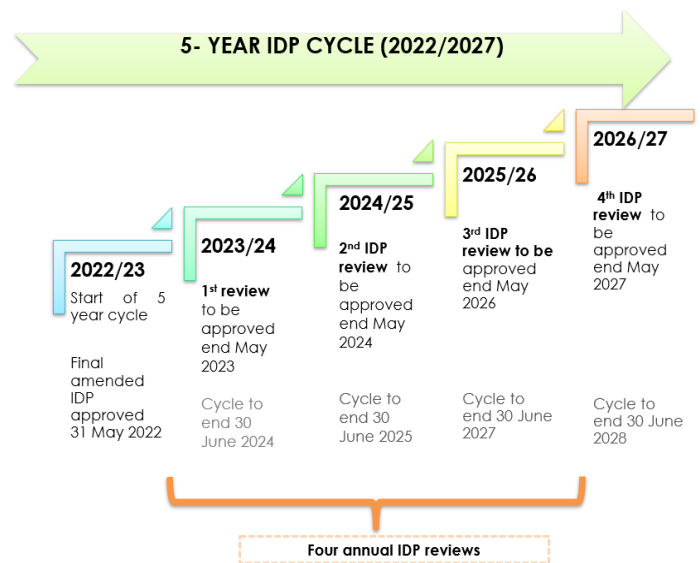 5- YEAR IDP CYCLE (2022/2027)
2022/23
Start of 5
year cycle
Final
amended
IDP
approved
31 May 2022
2023/24
1st review
to be
approved
end May
2023
Cycle to
end 30
June 2024
2024/25
2nd IDP
review to
be
approved
end May
2024
Cycle to
end 30
June 2025
2025/26
3rd IDP
review to be
approved
end May
2026
Cycle to
end 30 June
2027
2026/27
4th IDP
review to
be
approved
end May
2027
Cycle to
end 30 June
2028
Four annual IDP reviews